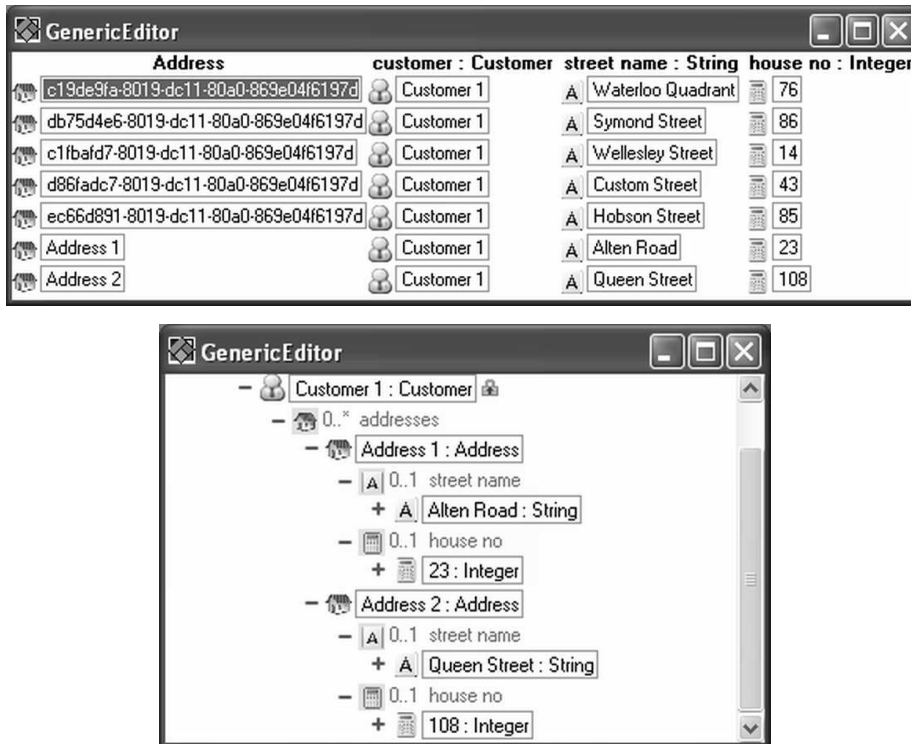 GenericEditor
Address customer : Customer street name : String house no : Integer
c19de9fa-8019-dc11-80a0-869e04f6197d Customer 1 A Waterloo Quadrant 76
db75d4e6-8019-dc11-80a0-869e04f6197d Customer 1 A Symond Street 86
c1fbafd7-8019-dc11-80a0-869e04f6197d Customer 1 A Wellesley Street 14
d86fadc7-8019-dc11-80a0-869e04f6197d Customer 1 A Custom Street 43
ec66d891-8019-dc11-80a0-869e04f6197d Customer 1 A Hobson Street 85
Address 1 Customer 1 A Alten Road 23
Address 2 Customer 1 A Queen Street 108
GenericEditor
Customer 1 : Customer
0..* addresses
Address 1 : Address
A 0..1 street name
A Alten Road : String
0..1 house no
23 : Integer
Address 2 : Address
A 0..1 street name
A Queen Street : String
0..1 house no
108 : Integer